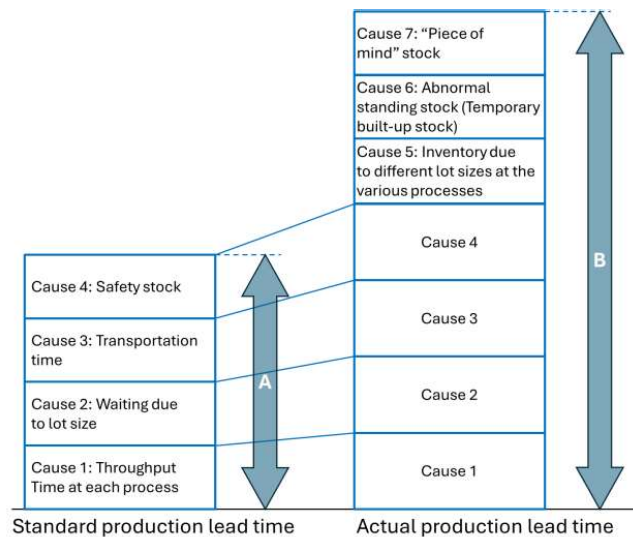 Cause 7: “Piece of
mind” stock
Cause 6: Abnormal
standing stock (Temporary
built-up stock)
Cause 5: Inventory due
to different lot sizes at the
various processes
Cause 4
Cause 3
Cause 2
Cause 1
B
Cause 4: Safety stock
Cause 3: Transportation
time
Cause 2: Waiting due
to lot size
Cause 1: Throughput
Time at each process
A
Standard production lead time
Actual production lead time